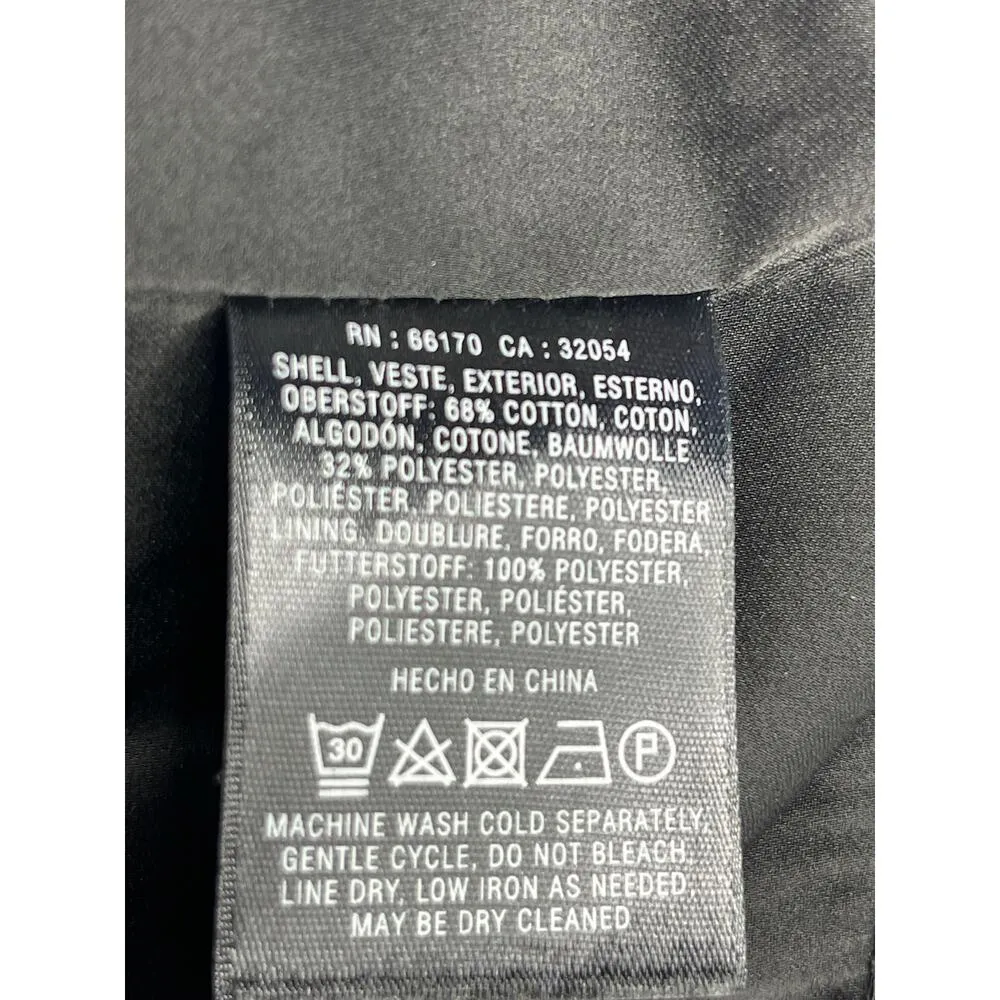 RN : 66170 CA : 32054
SHELL, VESTE, EXTERIOR, ESTERNO,
OBERSTOFF: 68% COTTON, COTON,
ALGODÓN, COTONE, BAUMWOLLE
32% POLYESTER, POLYESTER,
POLIÉSTER, POLIESTERE, POLYESTER
LINING, DOUBLURE, FORRO, FODERA,
FUTTERSTOFF: 100% POLYESTER,
POLYESTER, POLIÉSTER,
POLIESTERE, POLYESTER
HECHO EN CHINA
30 P
MACHINE WASH COLD SEPARATELY,
GENTLE CYCLE, DO NOT BLEACH,
LINE DRY, LOW IRON AS NEEDED,
MAY BE DRY CLEANED